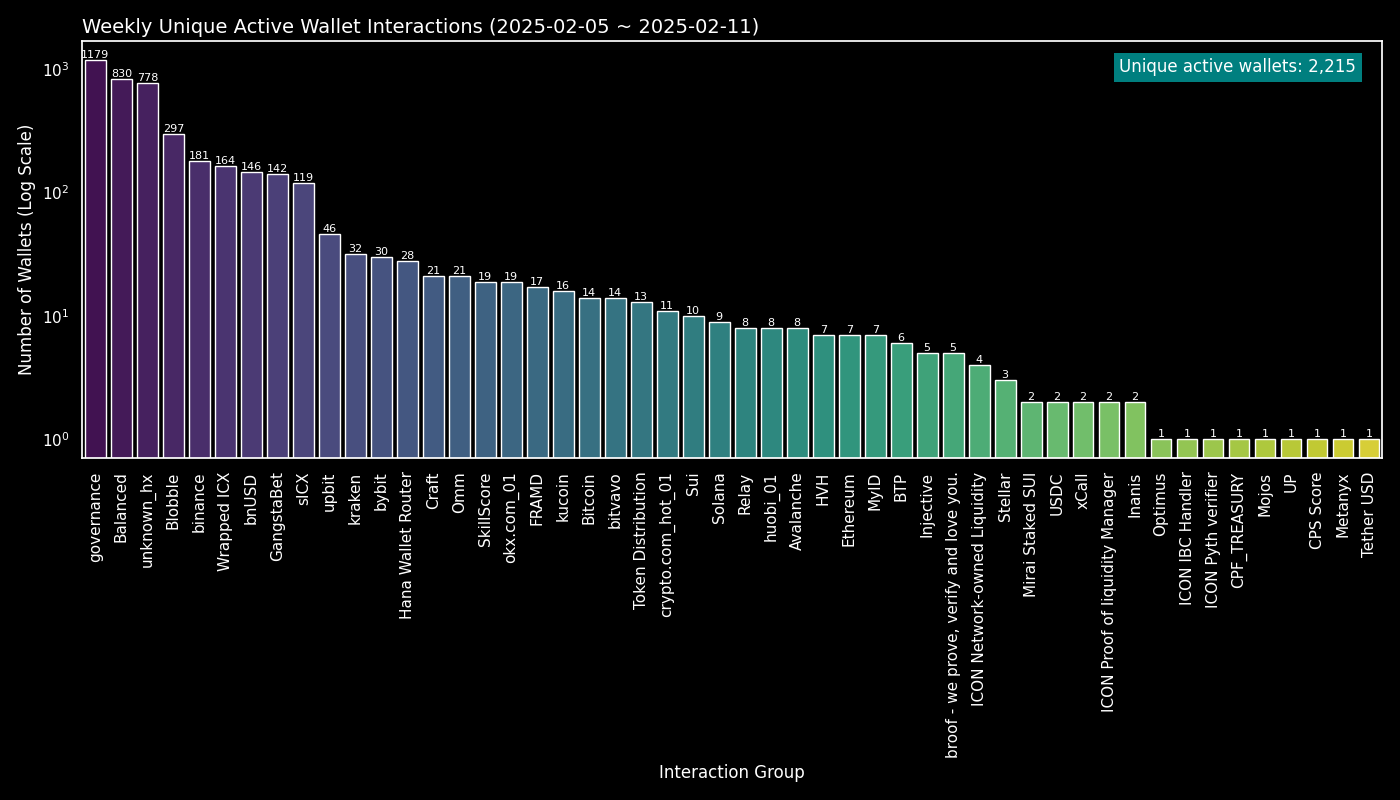 Weekly Unique Active Wallet Interactions (2025-02-05 ~ 2025-02-11)
Unique active wallets: 2,215
Number of Wallets (Log Scale)
10³
10²
10¹
10⁰
1179
830
778
297
181
164
146
142
119
46
32
30
28
21
21
19
19
17
16
14
14
13
11
10
9
8
8
8
7
7
7
6
5
5
4
3
2
2
2
2
2
1
1
1
1
1
1
1
1
1
governance
Balanced
unknown_hx
Blobble
binance
Wrapped ICX
bnUSD
GangstaBet
sICX
upbit
kraken
bybit
Hana Wallet Router
Craft
Omm
SkillScore
okx.com_01
FRAMD
kucoin
Bitcoin
bitvavo
Token Distribution
crypto.com_hot_01
Sui
Solana
Relay
huobi_01
Avalanche
HVH
Ethereum
MyID
BTP
Injective
broof - we prove, verify and love you.
ICON Network-owned Liquidity
Stellar
Mirai Staked SUI
USDC
xCall
ICON Proof of liquidity Manager
Inanis
Optimus
ICON IBC Handler
ICON Pyth verifier
CPF_TREASURY
Mojos
UP
CPS Score
Metanyx
Tether USD
Interaction Group